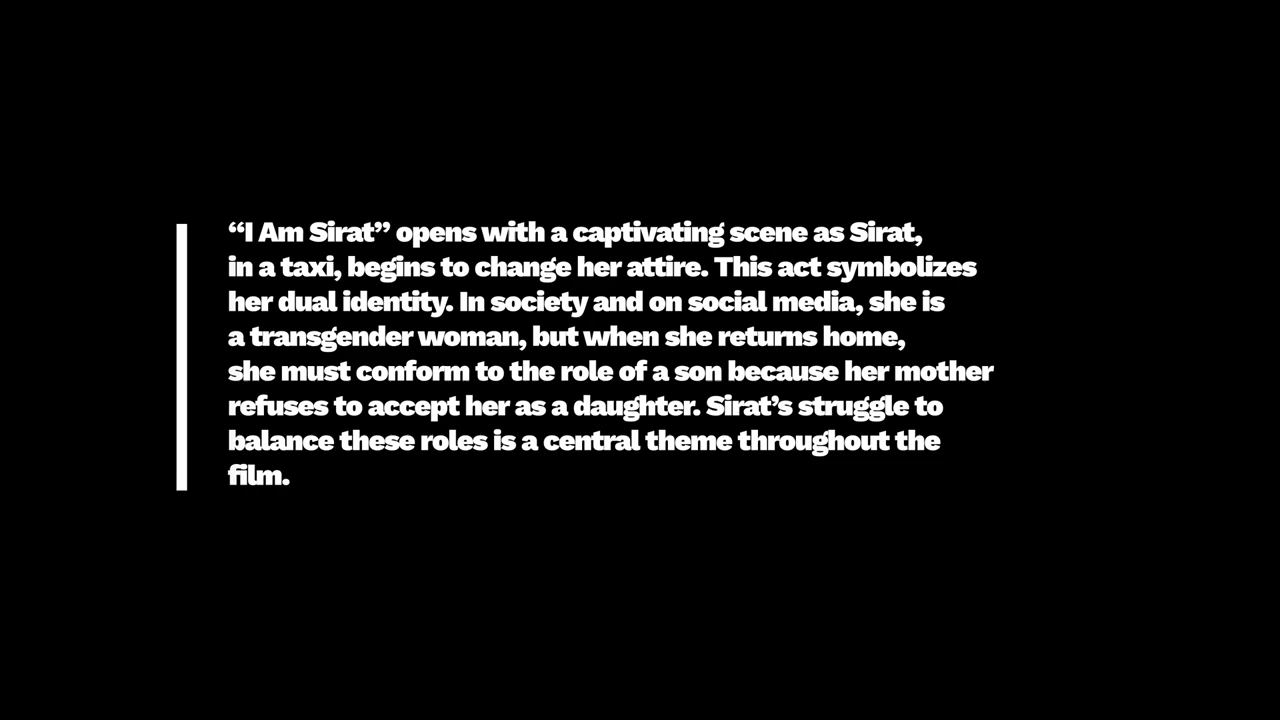 “I Am Sirat” opens with a captivating scene as Sirat,
in a taxi, begins to change her attire. This act symbolizes
her dual identity. In society and on social media, she is
a transgender woman, but when she returns home,
she must conform to the role of a son because her mother
refuses to accept her as a daughter. Sirat’s struggle to
balance these roles is a central theme throughout the
film.